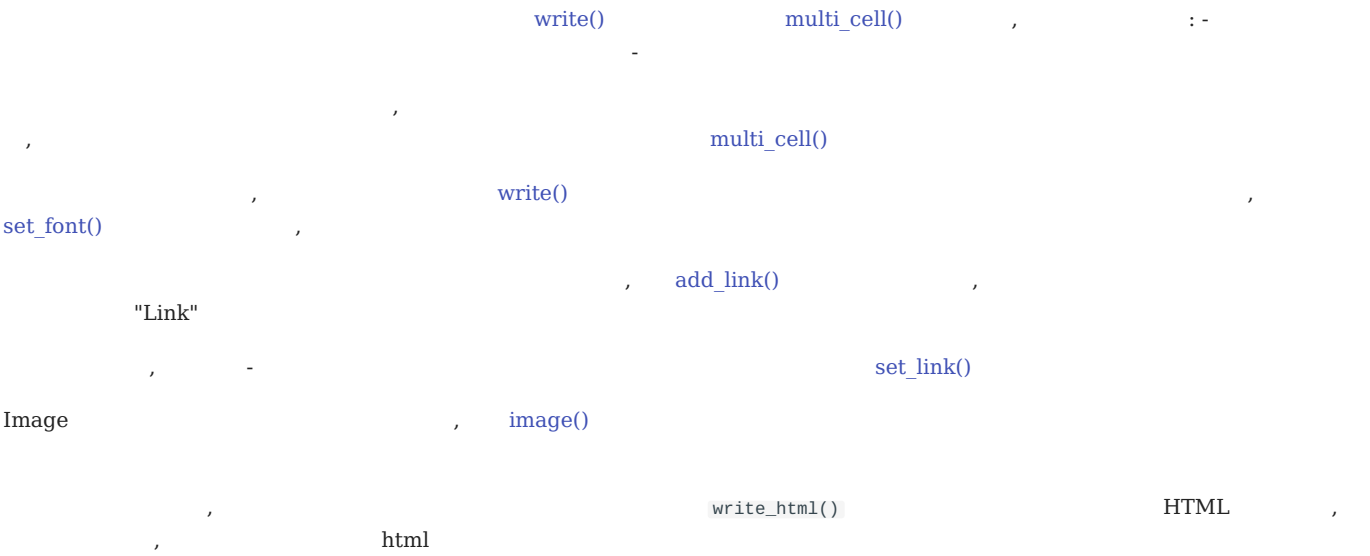 write() multi_cell() , : -
-
,
, multi_cell()
, write() ,
set_font() ,
, add_link() ,
"Link"
, - set_link()
Image , image()
, write_html() HTML ,
, html